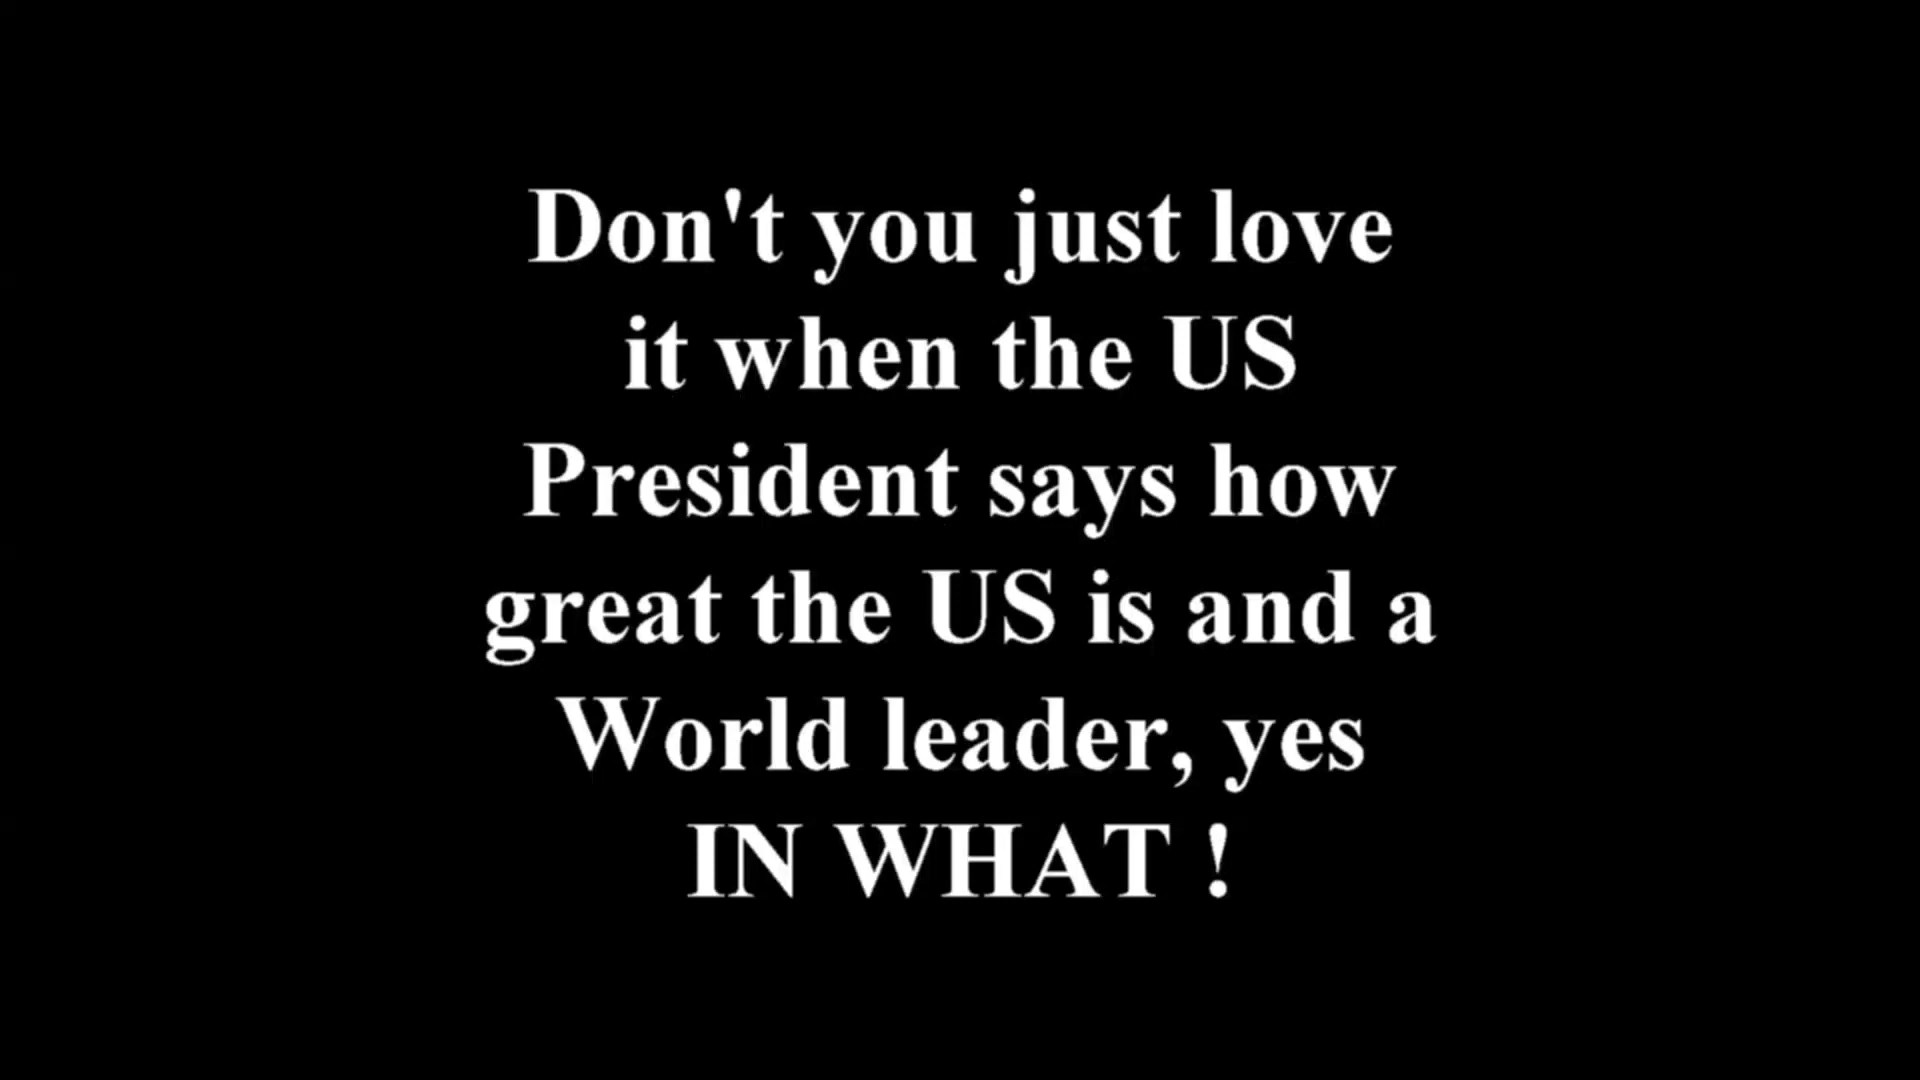 Don't you just love
it when the US
President says how
great the US is and a
World leader, yes
IN WHAT !